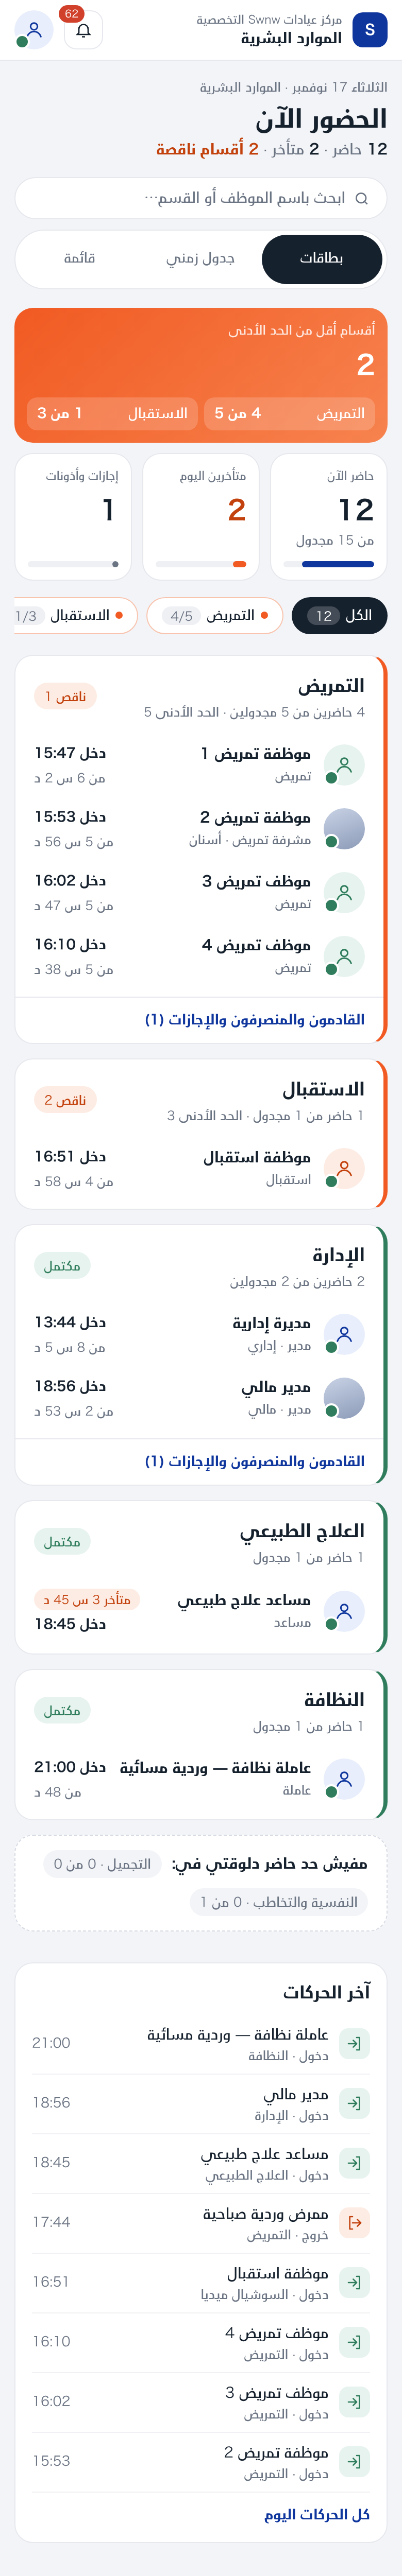 S
مركز عيادات Swnw التخصصية
الموارد البشرية
62
الثلاثاء 17 نوفمبر · الموارد البشرية
الحضور الآن
12 حاضر · 2 متأخر · 2 أقسام ناقصة
ابحث باسم الموظف أو القسم…
بطاقات
جدول زمني
قائمة
أقسام أقل من الحد الأدنى
2
التمريض 4 من 5
الاستقبال 1 من 3
حاضر الآن
12
من 15 مجدول
متأخرين اليوم
2
إجازات وأذونات
1
الكل 12
التمريض 4/5
الاستقبال 1/3
التمريض
ناقص 1
4 حاضرين من 5 مجدولين · الحد الأدنى 5
موظفة تمريض 1
تمريض
دخل 15:47
من 6 س 2 د
موظفة تمريض 2
مشرفة تمريض · أسنان
دخل 15:53
من 5 س 56 د
موظف تمريض 3
تمريض
دخل 16:02
من 5 س 47 د
موظف تمريض 4
تمريض
دخل 16:10
من 5 س 38 د
القادمون والمنصرفون والإجازات (1)
الاستقبال
ناقص 2
1 حاضر من 1 مجدول · الحد الأدنى 3
موظفة استقبال
استقبال
دخل 16:51
من 4 س 58 د
الإدارة
مكتمل
2 حاضرين من 2 مجدولين
مديرة إدارية
مدير · إداري
دخل 13:44
من 8 س 5 د
مدير مالي
مدير · مالي
دخل 18:56
من 2 س 53 د
القادمون والمنصرفون والإجازات (1)
العلاج الطبيعي
مكتمل
1 حاضر من 1 مجدول
مساعد علاج طبيعي
مساعد
متأخر 3 س 45 د
دخل 18:45
النظافة
مكتمل
1 حاضر من 1 مجدول
عاملة نظافة — وردية مسائية
عاملة
دخل 21:00
من 48 د
مفيش حد حاضر دلوقتي في:
التجميل · 0 من 0
النفسية والتخاطب · 0 من 1
آخر الحركات
عاملة نظافة — وردية مسائية
دخول · النظافة
21:00
مدير مالي
دخول · الإدارة
18:56
مساعد علاج طبيعي
دخول · العلاج الطبيعي
18:45
ممرض وردية صباحية
خروج · التمريض
17:44
موظفة استقبال
دخول · السوشيال ميديا
16:51
موظف تمريض 4
دخول · التمريض
16:10
موظف تمريض 3
دخول · التمريض
16:02
موظفة تمريض 2
دخول · التمريض
15:53
كل الحركات اليوم